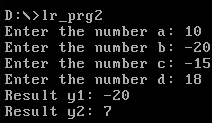 D:\>lr_prg2
Enter the number a: 10
Enter the number b: -20
Enter the number c: -15
Enter the number d: 18
Result y1: -20
Result y2: 7